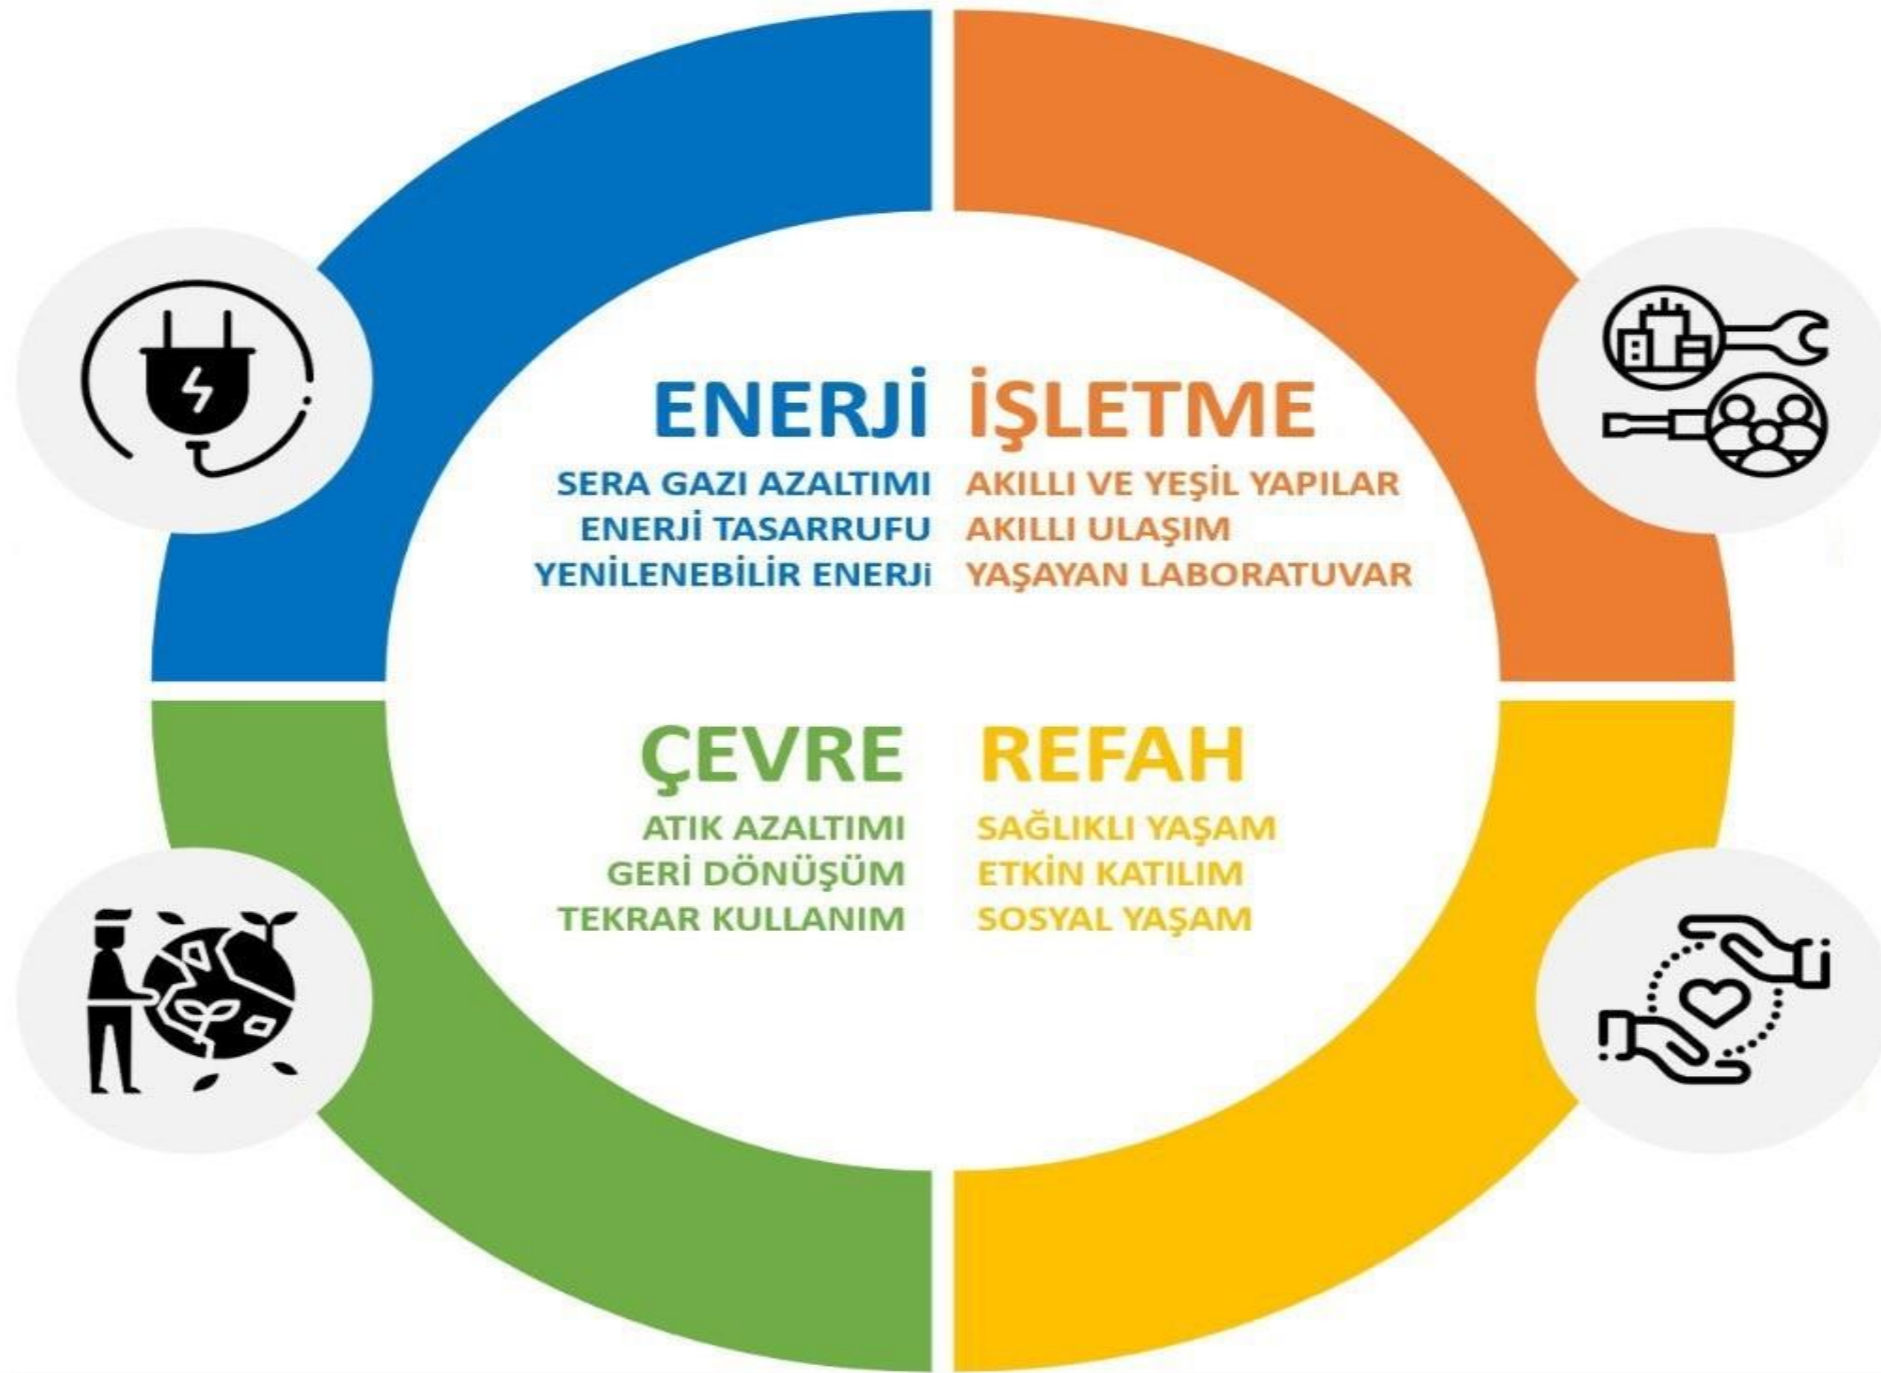 ENERJİ
SERA GAZI AZALTIMI
ENERJİ TASARRUFU
YENİLENEBİLİR ENERJi
İŞLETME
AKILLI VE YEŞİL YAPILAR
AKILLI ULAŞIM
YAŞAYAN LABORATUVAR
ÇEVRE
ATIK AZALTIMI
GERİ DÖNÜŞÜM
TEKRAR KULLANIM
REFAH
SAĞLIKLI YAŞAM
ETKİN KATILIM
SOSYAL YAŞAM